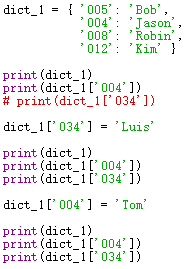 dict_1 = { '005': 'Bob',
'004': 'Jason',
'008': 'Robin',
'012': 'Kim' }
print(dict_1)
print(dict_1['004'])
# print(dict_1['034'])
dict_1['034'] = 'Luis'
print(dict_1)
print(dict_1['004'])
print(dict_1['034'])
dict_1['004'] = 'Tom'
print(dict_1)
print(dict_1['004'])
print(dict_1['034'])